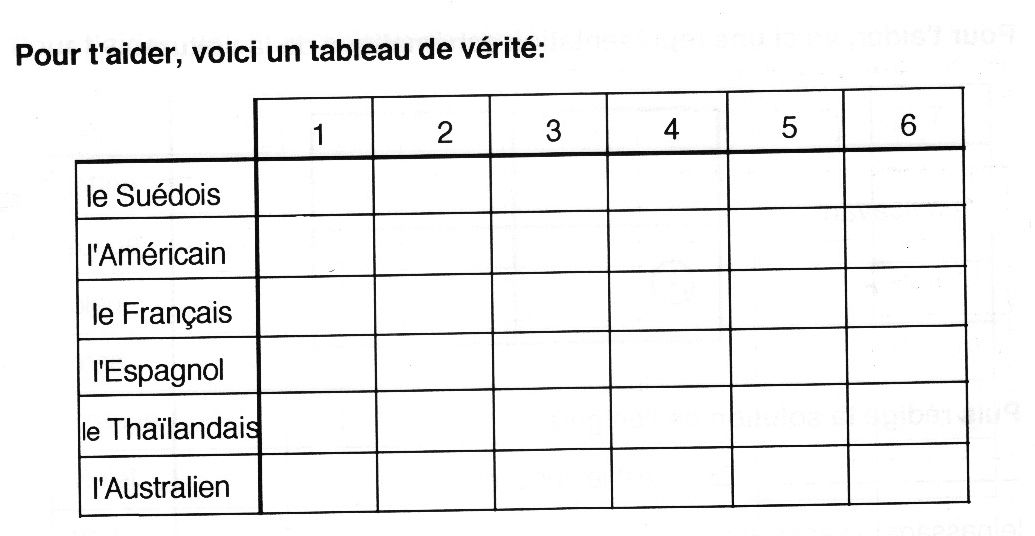 Pour t'aider, voici un tableau de vérité:
1 2 3 4 5 6
le Suédois
l'Américain
le Français
l'Espagnol
le Thaïlandais
l'Australien